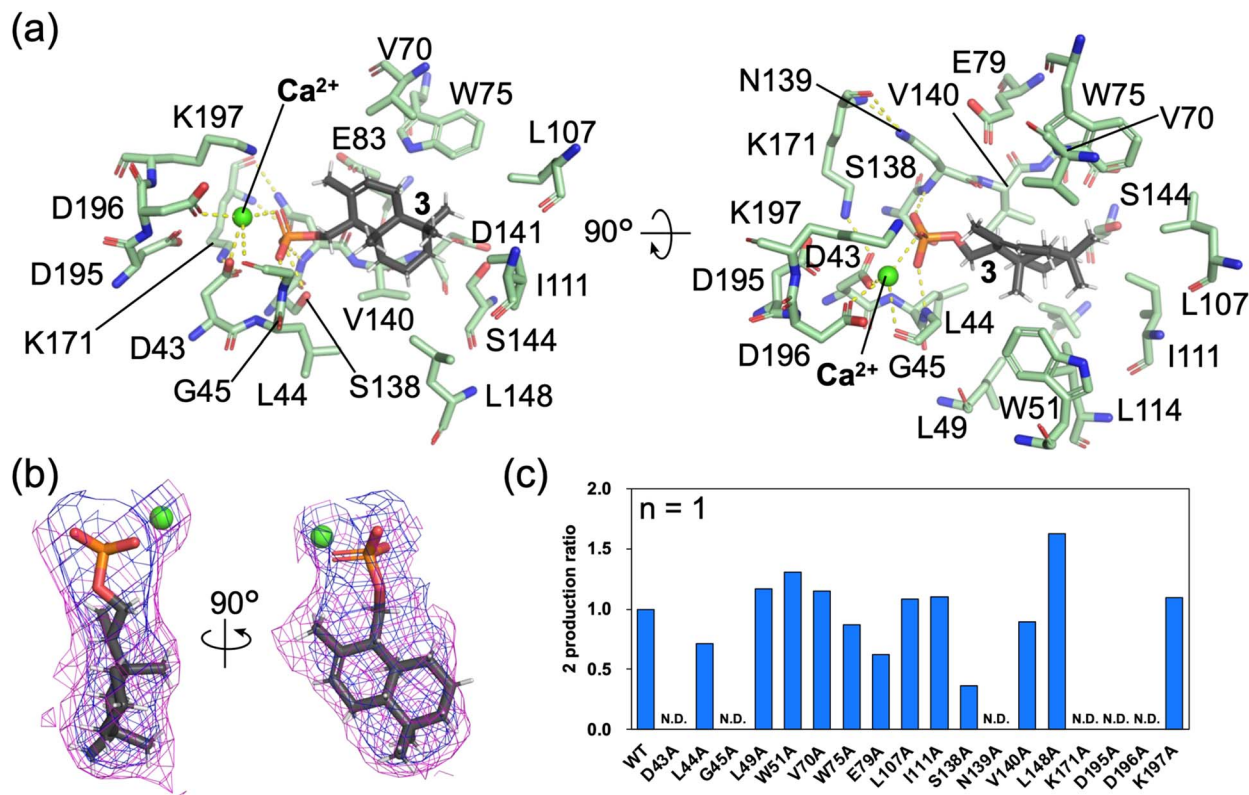 (a)
V70
Ca²⁺
W75
K197
E83
L107
D196
3
D141
D195
I111
V140
K171
D43
S144
G45
L44
S138
L148
90°
E79
N139
V140
W75
V70
K171
S138
S144
K197
D43
D195
3
L107
L44
D196
I111
Ca²⁺
G45
W51
L114
L49
(b)
90°
(c)
2 production ratio
2.0
1.5
1.0
0.5
0.0
n = 1
N.D.
N.D.
N.D.
N.D.
N.D.
N.D.
WT
D43A
L44A
G45A
L49A
W51A
V70A
W75A
E79A
L107A
I111A
S138A
N139A
V140A
L148A
K171A
D195A
D196A
K197A